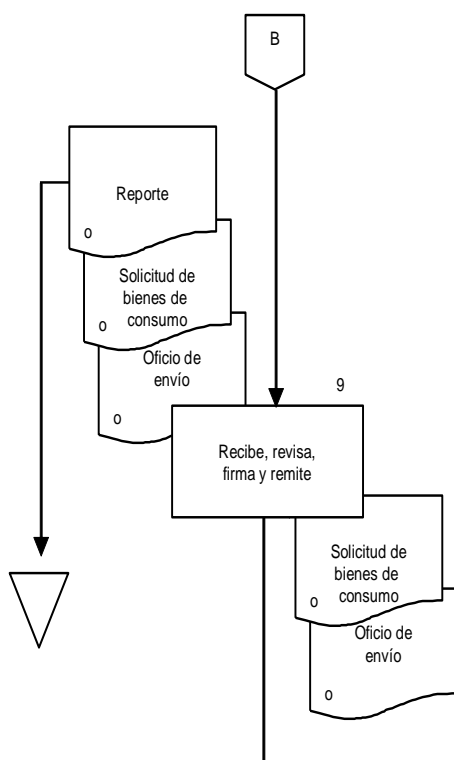 B
Reporte
o
Solicitud de
bienes de
consumo
o
Oficio de
envío
o
9
Recibe, revisa,
firma y remite
Solicitud de
bienes de
consumo
o
Oficio de
envío
o